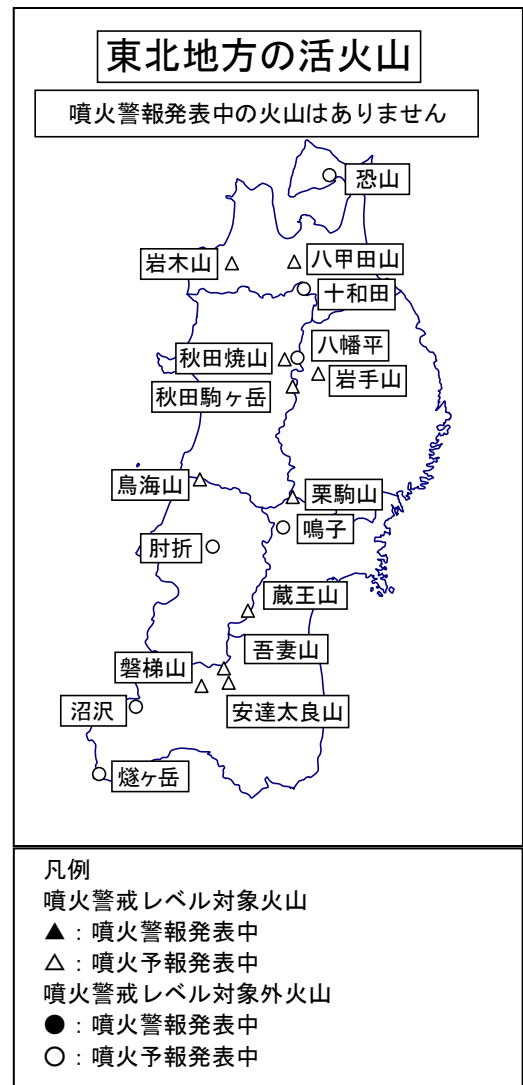 東北地方の活火山
噴火警報発表中の火山はありません
恐山
岩木山
八甲田山
十和田
八幡平
秋田焼山
岩手山
秋田駒ヶ岳
鳥海山
栗駒山
鳴子
肘折
蔵王山
吾妻山
磐梯山
安達太良山
沼沢
燧ヶ岳
凡例
噴火警戒レベル対象火山
▲：噴火警報発表中
△：噴火予報発表中
噴火警戒レベル対象外火山
●：噴火警報発表中
○：噴火予報発表中